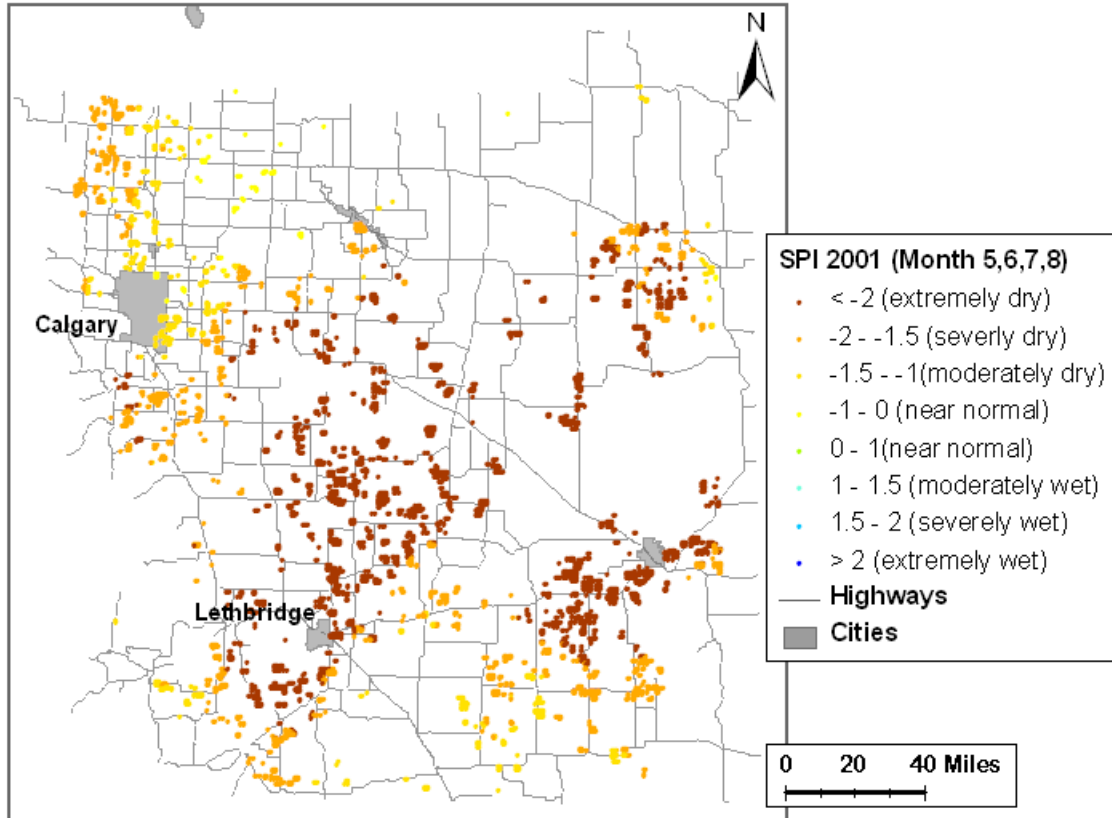 N
Calgary
Lethbridge
SPI 2001 (Month 5,6,7,8)
< -2 (extremely dry)
-2 - -1.5 (severly dry)
-1.5 - -1(moderately dry)
-1 - 0 (near normal)
0 - 1(near normal)
1 - 1.5 (moderately wet)
1.5 - 2 (severely wet)
> 2 (extremely wet)
Highways
Cities
0 20 40 Miles